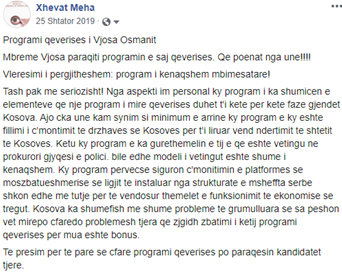 Xhevat Meha
25 Shtator 2019 ·
Programi qeverises i Vjosa Osmanit
Mbreme Vjosa paraqiti programin e saj qeverises. Qe poenat nga une!!!!
Vleresimi i pergjitheshem: program i kenaqshem mbimesatare!
Tash pak me seriozisht! Nga aspekti im personal ky program i ka shumicen e
elementeve qe nje program i mire qeverises duhet t'i kete per kete faze gjendet
Kosova. Ajo cka une kam synim si minimum e arrine ky program e ky eshte
fillimi i c'montimit te drzhaves se Kosoves per t'i liruar vend ndertimit te shtetit
te Kosoves. Ketu ky program e ka gurethemelin e tij e qe eshte vetingu ne
prokurori gjyqesi e polici. bile edhe modeli i vetingut eshte shume i
kenaqshem. Ky program pervecse siguron c'monitimin e platformes se
moszbatueshmerise se ligjit te instaluar nga strukturate e msheffta serbe
shkon edhe me tutje per te vendosur themelet e funksionimit te ekonomise se
tregut. Kosova ka shumefish me shume probleme te grumulluara se sa peshon
vet mirepo cfaredo problemesh tjera qe zjgidh zbatimi i ketij programi
qeverises per mua eshte bonus.
Te presim per te pare se cfare programi qeverises po paraqesin kandidatet
tjere.